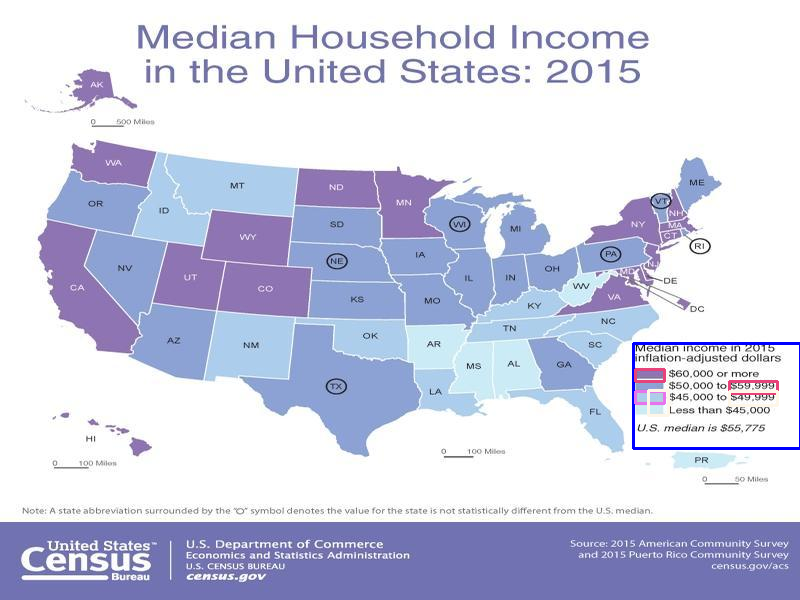 Median Household Income
in the United States: 2015
AK
0 500 Miles
WA
MT
ND
MN
ME
OR
ID
SD
WI
MI
VT
NH
NY
MA
CT
RI
WY
NE
IA
PA
NJ
NV
UT
CO
IL
IN
OH
MD
DE
CA
KS
MO
WV
VA
DC
KY
AZ
NM
OK
TN
NC
AR
SC
MS
AL
GA
TX
LA
FL
HI
0 100 Miles
0 100 Miles
Median income in 2015
inflation-adjusted dollars
$60,000 or more
$50,000 to $59,999
$45,000 to $49,999
Less than $45,000
U.S. median is $55,775
PR
0 50 Miles
Note: A state abbreviation surrounded by the "O" symbol denotes the value for the state is not statistically different from the U.S. median.
United States™
Census
Bureau
U.S. Department of Commerce
Economics and Statistics Administration
U.S. CENSUS BUREAU
census.gov
Source: 2015 American Community Survey
and 2015 Puerto Rico Community Survey
census.gov/acs